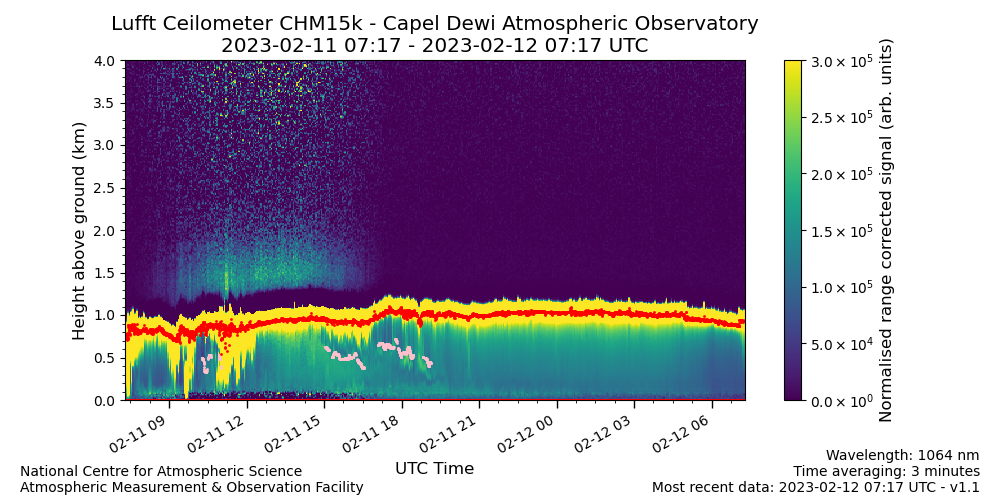 Lufft Ceilometer CHM15k - Capel Dewi Atmospheric Observatory
2023-02-11 07:17 - 2023-02-12 07:17 UTC
Height above ground (km)
4.0
3.5
3.0
2.5
2.0
1.5
1.0
0.5
0.0
02-11 09
02-11 12
02-11 15
02-11 18
02-11 21
02-12 00
02-12 03
02-12 06
UTC Time
3.0 × 10⁵
2.5 × 10⁵
2.0 × 10⁵
1.5 × 10⁵
1.0 × 10⁵
5.0 × 10⁴
0.0 × 10⁰
Normalised range corrected signal (arb. units)
National Centre for Atmospheric Science
Atmospheric Measurement & Observation Facility
Wavelength: 1064 nm
Time averaging: 3 minutes
Most recent data: 2023-02-12 07:17 UTC - v1.1